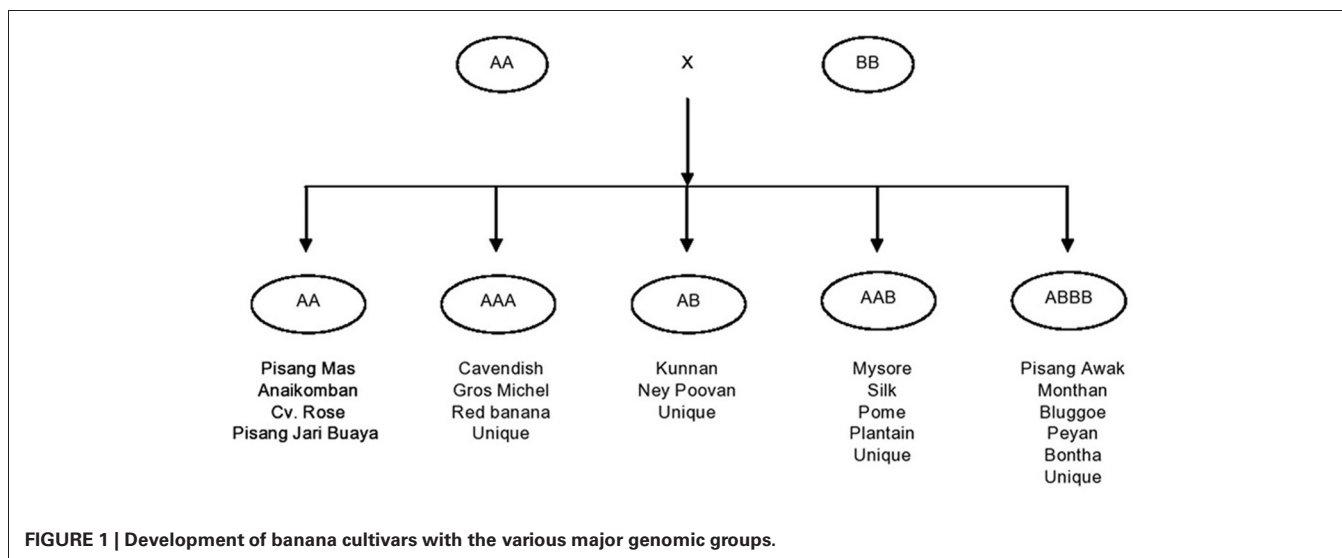 AA X BB
AA AAA AB AAB ABBB
Pisang Mas
Anaikomban
Cv. Rose
Pisang Jari Buaya
Cavendish
Gros Michel
Red banana
Unique
Kunnan
Ney Poovan
Unique
Mysore
Silk
Pome
Plantain
Unique
Pisang Awak
Monthan
Bluggoe
Peyan
Bontha
Unique
FIGURE 1 | Development of banana cultivars with the various major genomic groups.